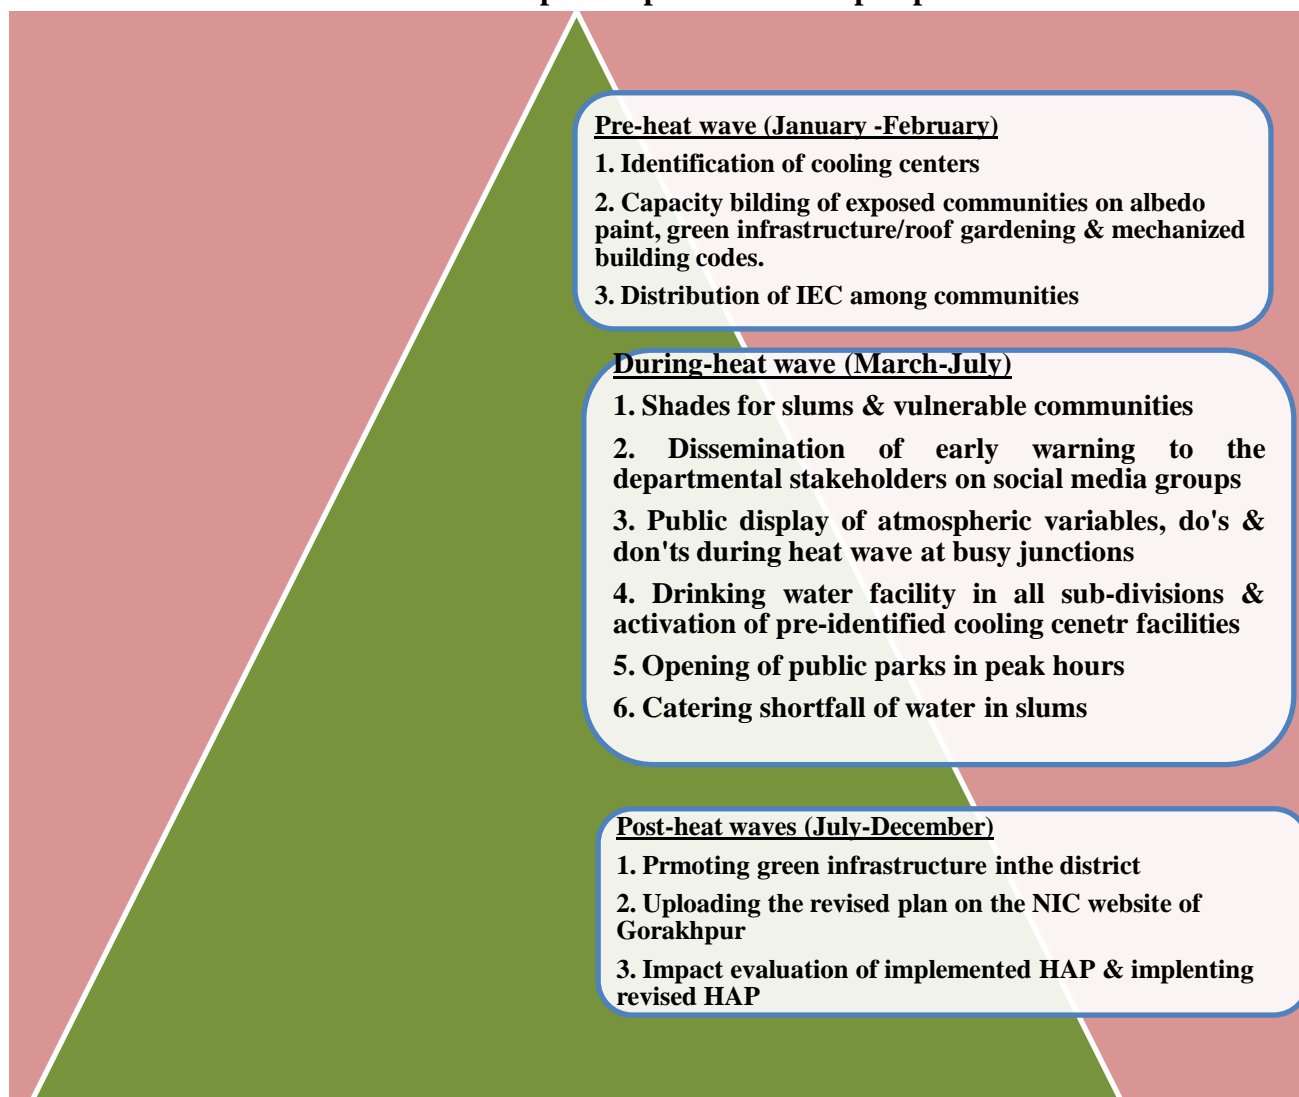 Pre-heat wave (January -February)
1. Identification of cooling centers
2. Capacity bilding of exposed communities on albedo
paint, green infrastructure/roof gardening & mechanized
building codes.
3. Distribution of IEC among communities
During-heat wave (March-July)
1. Shades for slums & vulnerable communities
2. Dissemination of early warning to the
departmental stakeholders on social media groups
3. Public display of atmospheric variables, do's &
don'ts during heat wave at busy junctions
4. Drinking water facility in all sub-divisions &
activation of pre-identified cooling cenetr facilities
5. Opening of public parks in peak hours
6. Catering shortfall of water in slums
Post-heat waves (July-December)
1. Prmoting green infrastructure inthe district
2. Uploading the revised plan on the NIC website of
Gorakhpur
3. Impact evaluation of implemented HAP & implenting
revised HAP